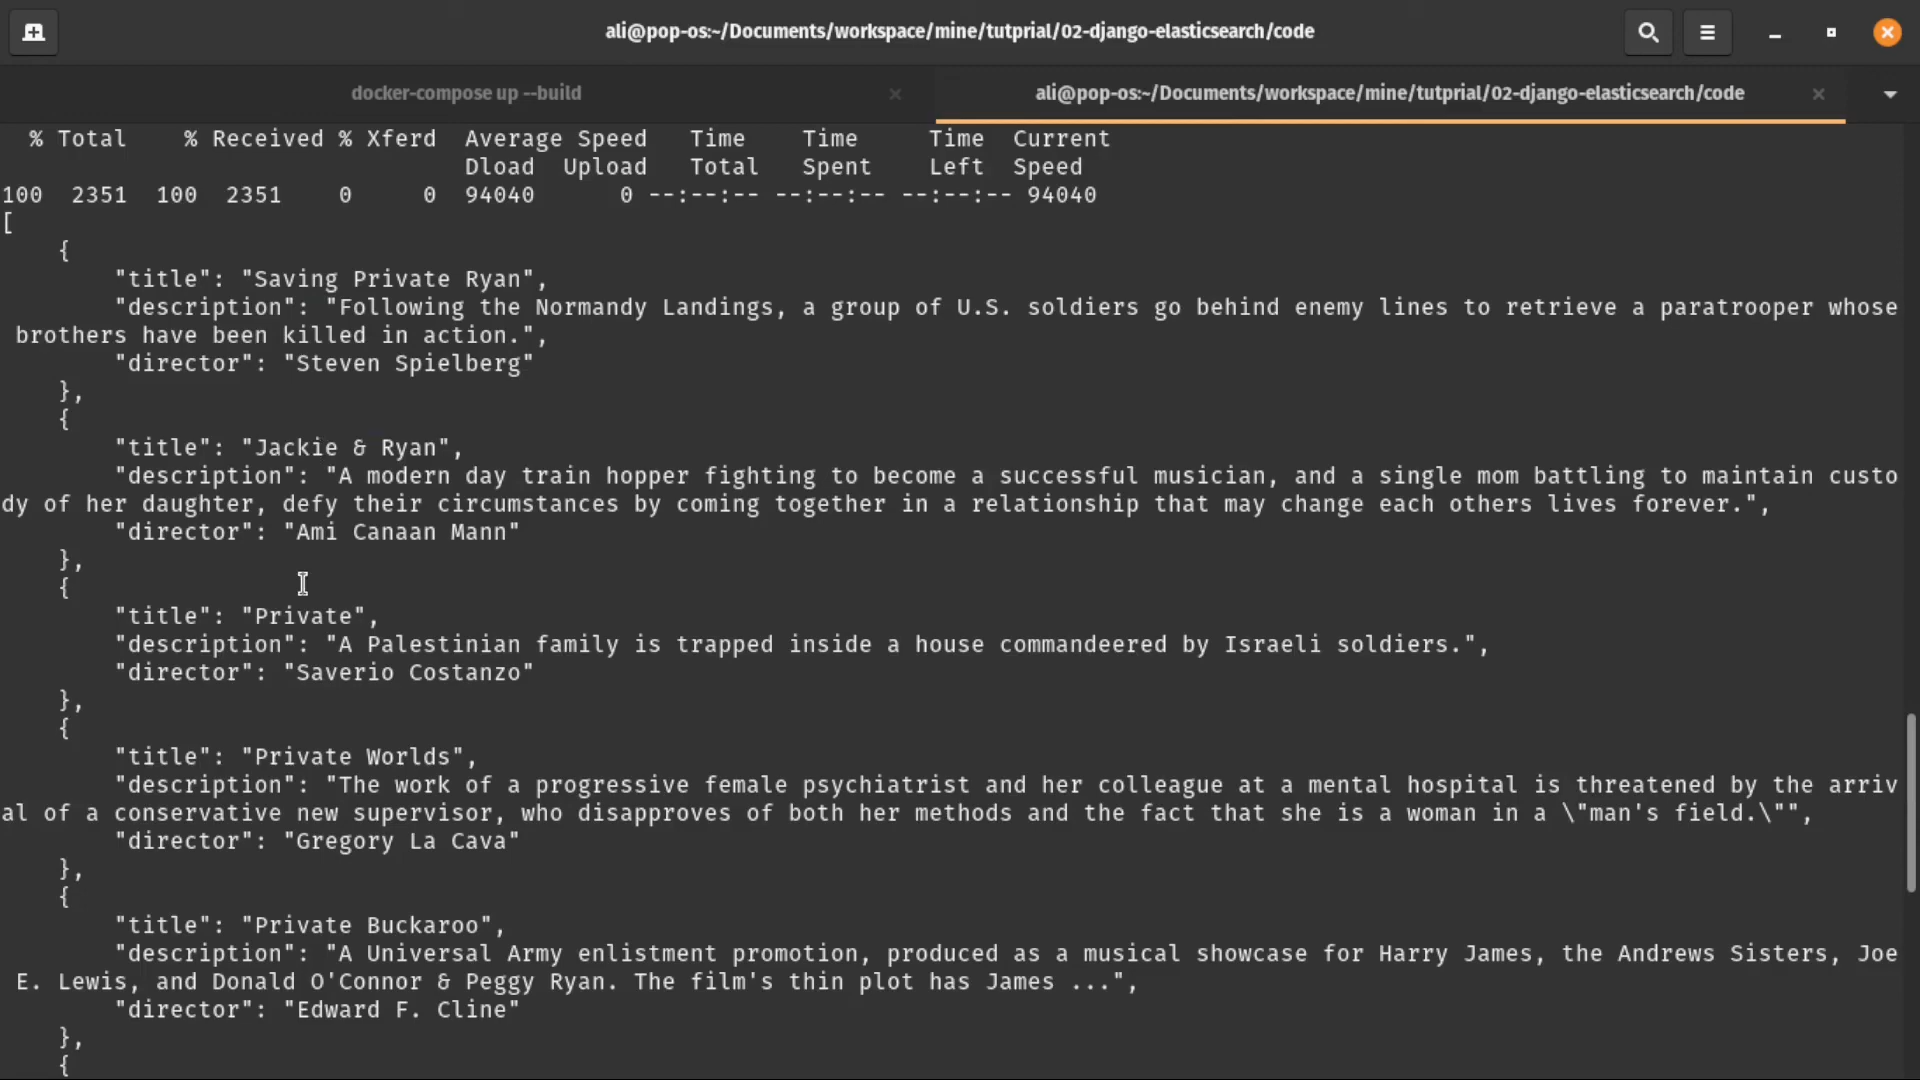 ali@pop-os:~/Documents/workspace/mine/tutprial/02-django-elasticsearch/code
docker-compose up --build
ali@pop-os:~/Documents/workspace/mine/tutprial/02-django-elasticsearch/code
% Total % Received % Xferd Average Speed Time Time Time Current
Dload Upload Total Spent Left Speed
100 2351 100 2351 0 0 94040 0 --:--:-- --:--:-- --:--:-- 94040
[
{
"title": "Saving Private Ryan",
"description": "Following the Normandy Landings, a group of U.S. soldiers go behind enemy lines to retrieve a paratrooper whose
brothers have been killed in action.",
"director": "Steven Spielberg"
},
{
"title": "Jackie & Ryan",
"description": "A modern day train hopper fighting to become a successful musician, and a single mom battling to maintain custo
dy of her daughter, defy their circumstances by coming together in a relationship that may change each others lives forever.",
"director": "Ami Canaan Mann"
},
{
"title": "Private",
"description": "A Palestinian family is trapped inside a house commandeered by Israeli soldiers.",
"director": "Saverio Costanzo"
},
{
"title": "Private Worlds",
"description": "The work of a progressive female psychiatrist and her colleague at a mental hospital is threatened by the arriv
al of a conservative new supervisor, who disapproves of both her methods and the fact that she is a woman in a \"man's field.\"",
"director": "Gregory La Cava"
},
{
"title": "Private Buckaroo",
"description": "A Universal Army enlistment promotion, produced as a musical showcase for Harry James, the Andrews Sisters, Joe
E. Lewis, and Donald O'Connor & Peggy Ryan. The film's thin plot has James ...",
"director": "Edward F. Cline"
},
{